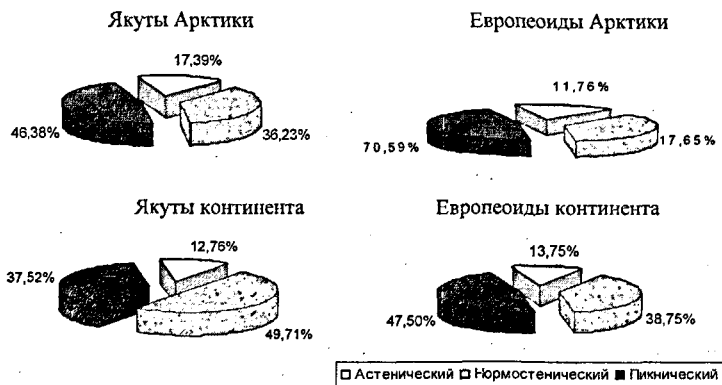 Якуты Арктики
Европеоиды Арктики
17,39%
46,38%
36,23%
11,76%
70,59%
17,65%
Якуты континента
Европеоиды континента
12,76%
37,52%
49,71%
13,75%
47,50%
38,75%
Астенический Нормостенический Пикнический